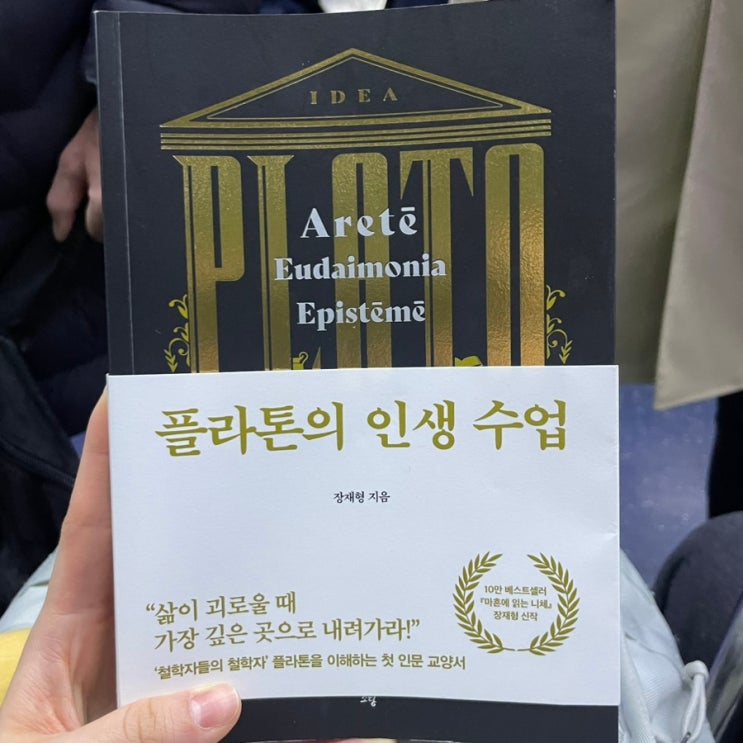 IDEA
PLATO
Aretē
Eudaimonia
Epistēmē
플라톤의 인생 수업
장재형 지음
“삶이 괴로울 때
가장 깊은 곳으로 내려가라!”
‘철학자들의 철학자’ 플라톤을 이해하는 첫 인문 교양서
10만 베스트셀러
『마흔에 읽는 니체』
장재형 신작